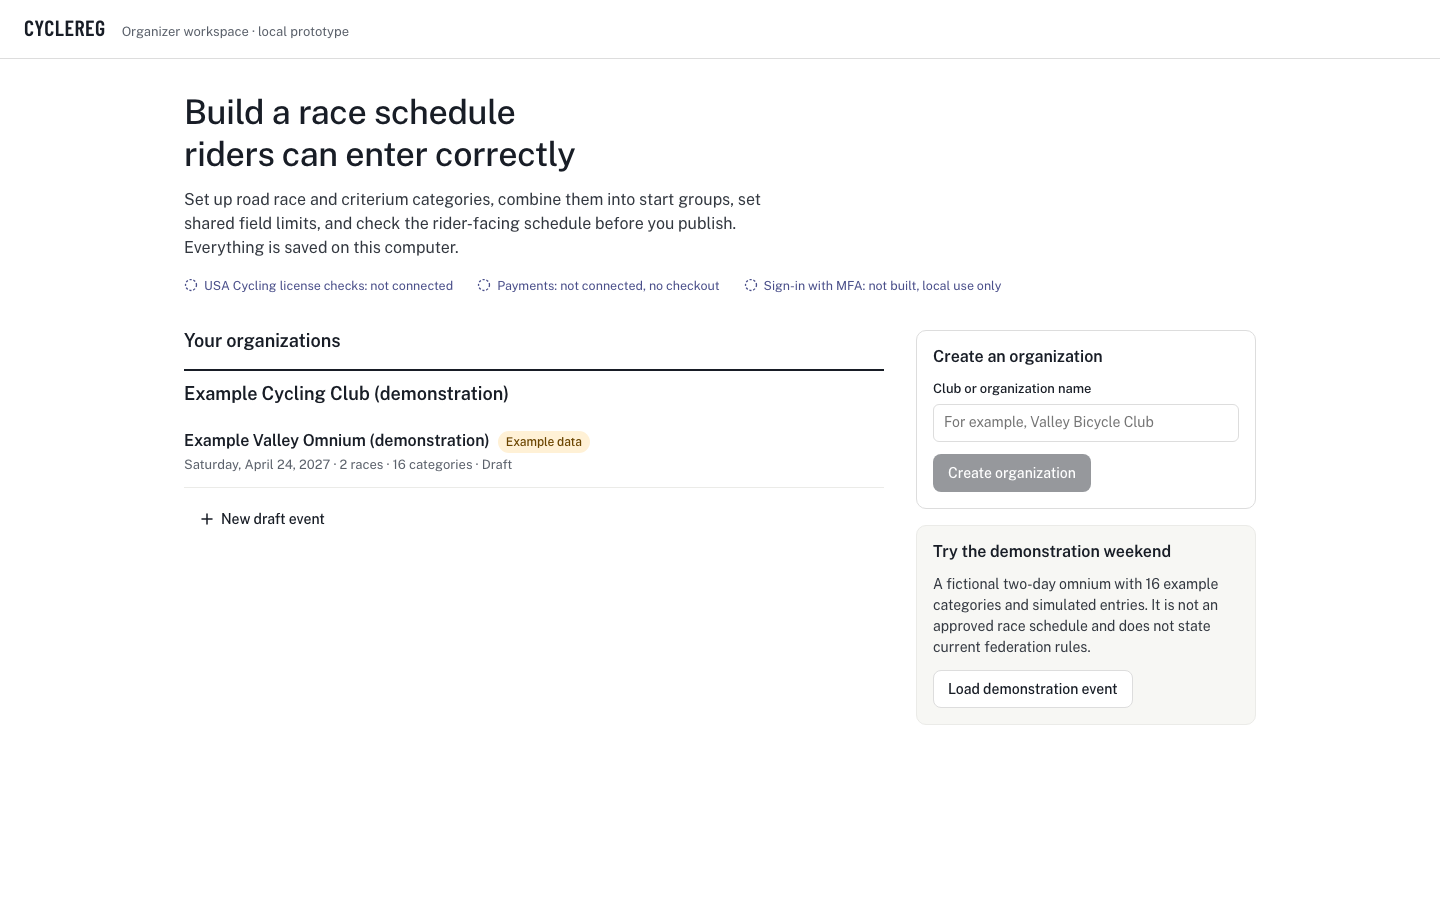 CYCLEREG
Organizer workspace · local prototype
Build a race schedule
riders can enter correctly
Set up road race and criterium categories, combine them into start groups, set
shared field limits, and check the rider-facing schedule before you publish.
Everything is saved on this computer.
USA Cycling license checks: not connected
Payments: not connected, no checkout
Sign-in with MFA: not built, local use only
Your organizations
Example Cycling Club (demonstration)
Example Valley Omnium (demonstration)
Example data
Saturday, April 24, 2027 · 2 races · 16 categories · Draft
+ New draft event
Create an organization
Club or organization name
For example, Valley Bicycle Club
Create organization
Try the demonstration weekend
A fictional two-day omnium with 16 example
categories and simulated entries. It is not an
approved race schedule and does not state
current federation rules.
Load demonstration event